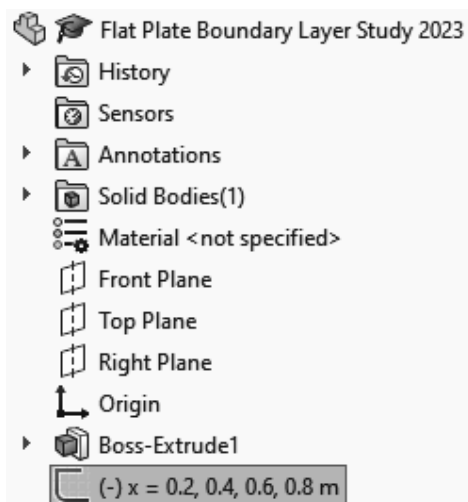 Flat Plate Boundary Layer Study 2023
History
Sensors
A Annotations
Solid Bodies(1)
Material <not specified>
Front Plane
Top Plane
Right Plane
Origin
Boss-Extrude1
(-) x = 0.2, 0.4, 0.6, 0.8 m